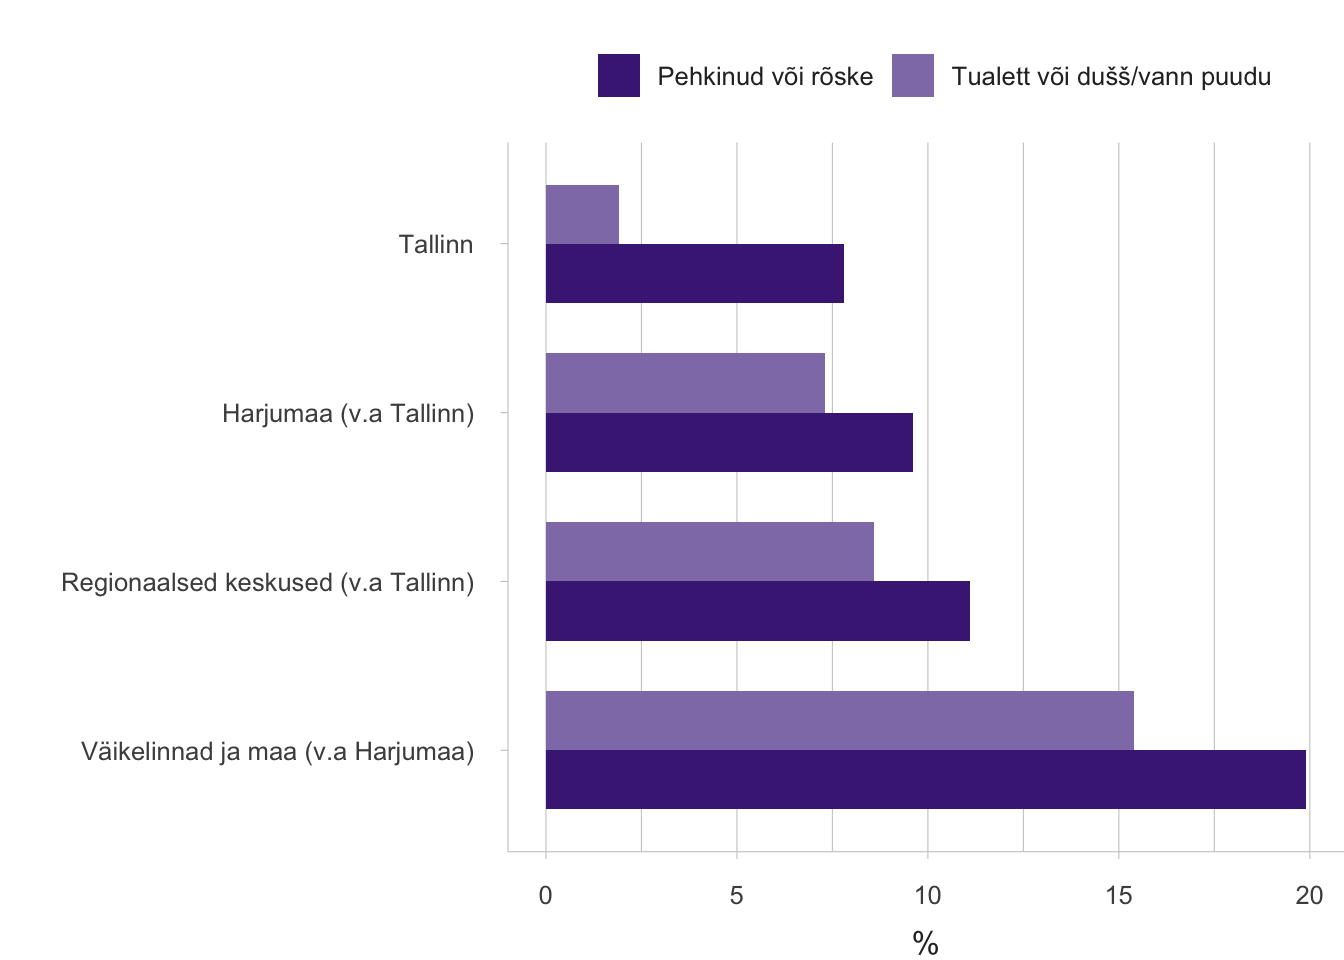 Pehkinud või rõske
Tualett või dušš/vann puudu
Tallinn
Harjumaa (v.a Tallinn)
Regionaalsed keskused (v.a Tallinn)
Väikelinnad ja maa (v.a Harjumaa)
0 5 10 15 20
%